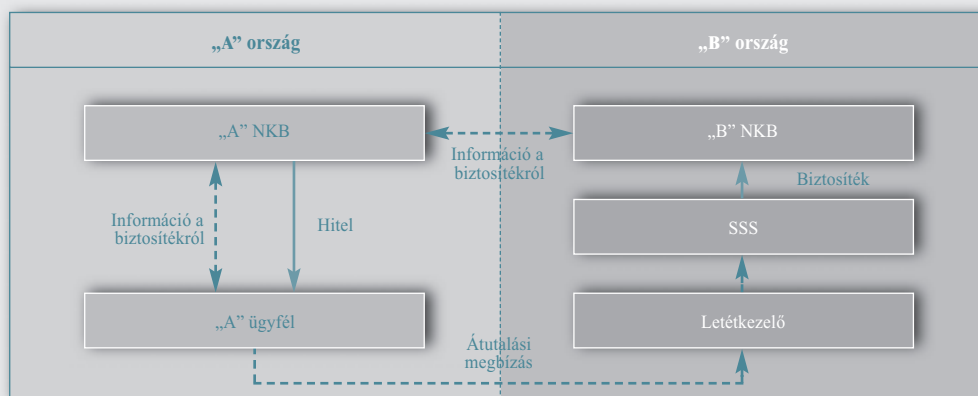 „A” ország
„B” ország
„A” NKB
„B” NKB
Információ a
biztosítékról
Biztosíték
Információ a
biztosítékról
Hitel
SSS
„A” ügyfél
Letétkezelő
Átutalási
megbízás